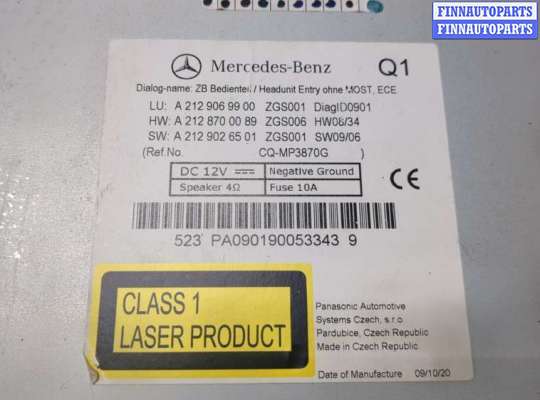 FINNAUTOPARTS
FINNAUTOPARTS
Mercedes-Benz Q1
Dialog-name: ZB Bedienteil / Headunit Entry ohne MOST, ECE
LU: A 212 906 99 00 ZGS001 DiagID0901
HW: A 212 870 00 89 ZGS006 HW08/34
SW: A 212 902 65 01 ZGS001 SW09/06
(Ref.No. CQ-MP3870G )
DC 12V Negative Ground
Speaker 4Ω Fuse 10A
CE
523 PA090190053343 9
CLASS 1
LASER PRODUCT
Panasonic Automotive
Systems Czech, s.r.o.
Pardubice, Czech Republic
Made in Czech Republic
Date of Manufacture 09/10/20